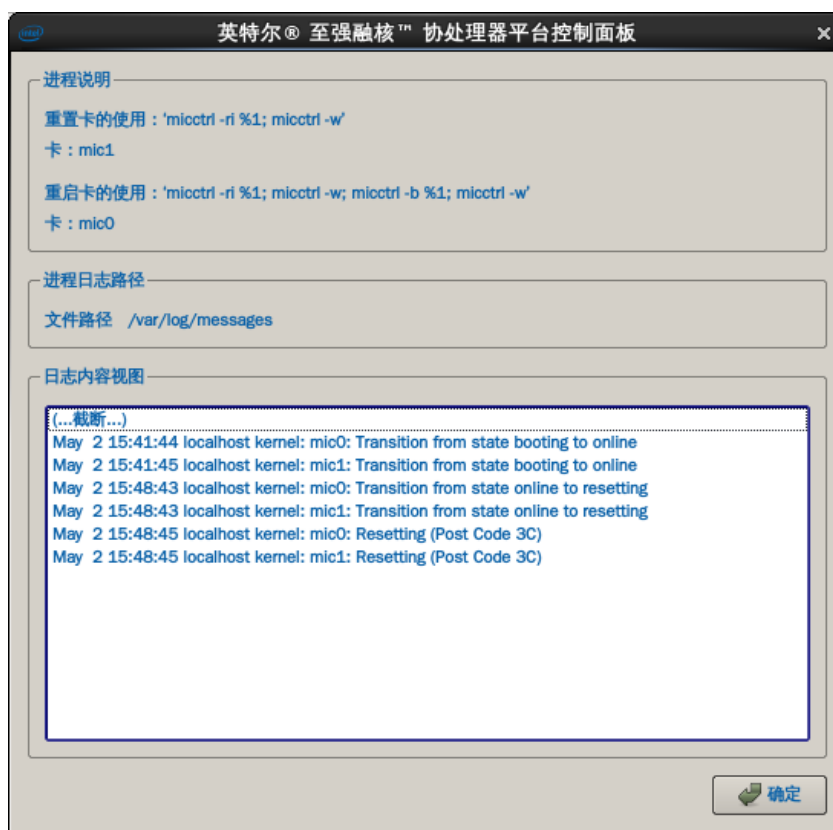 intel
英特尔® 至强融核™ 协处理器平台控制面板
进程说明
重置卡的使用：'micctrl -ri %1; micctrl -w'
卡：mic1
重启卡的使用：'micctrl -ri %1; micctrl -w; micctrl -b %1; micctrl -w'
卡：mic0
进程日志路径
文件路径 /var/log/messages
日志内容视图
(...截断...)
May 2 15:41:44 localhost kernel: mic0: Transition from state booting to online
May 2 15:41:45 localhost kernel: mic1: Transition from state booting to online
May 2 15:48:43 localhost kernel: mic0: Transition from state online to resetting
May 2 15:48:43 localhost kernel: mic1: Transition from state online to resetting
May 2 15:48:45 localhost kernel: mic0: Resetting (Post Code 3C)
May 2 15:48:45 localhost kernel: mic1: Resetting (Post Code 3C)
确定